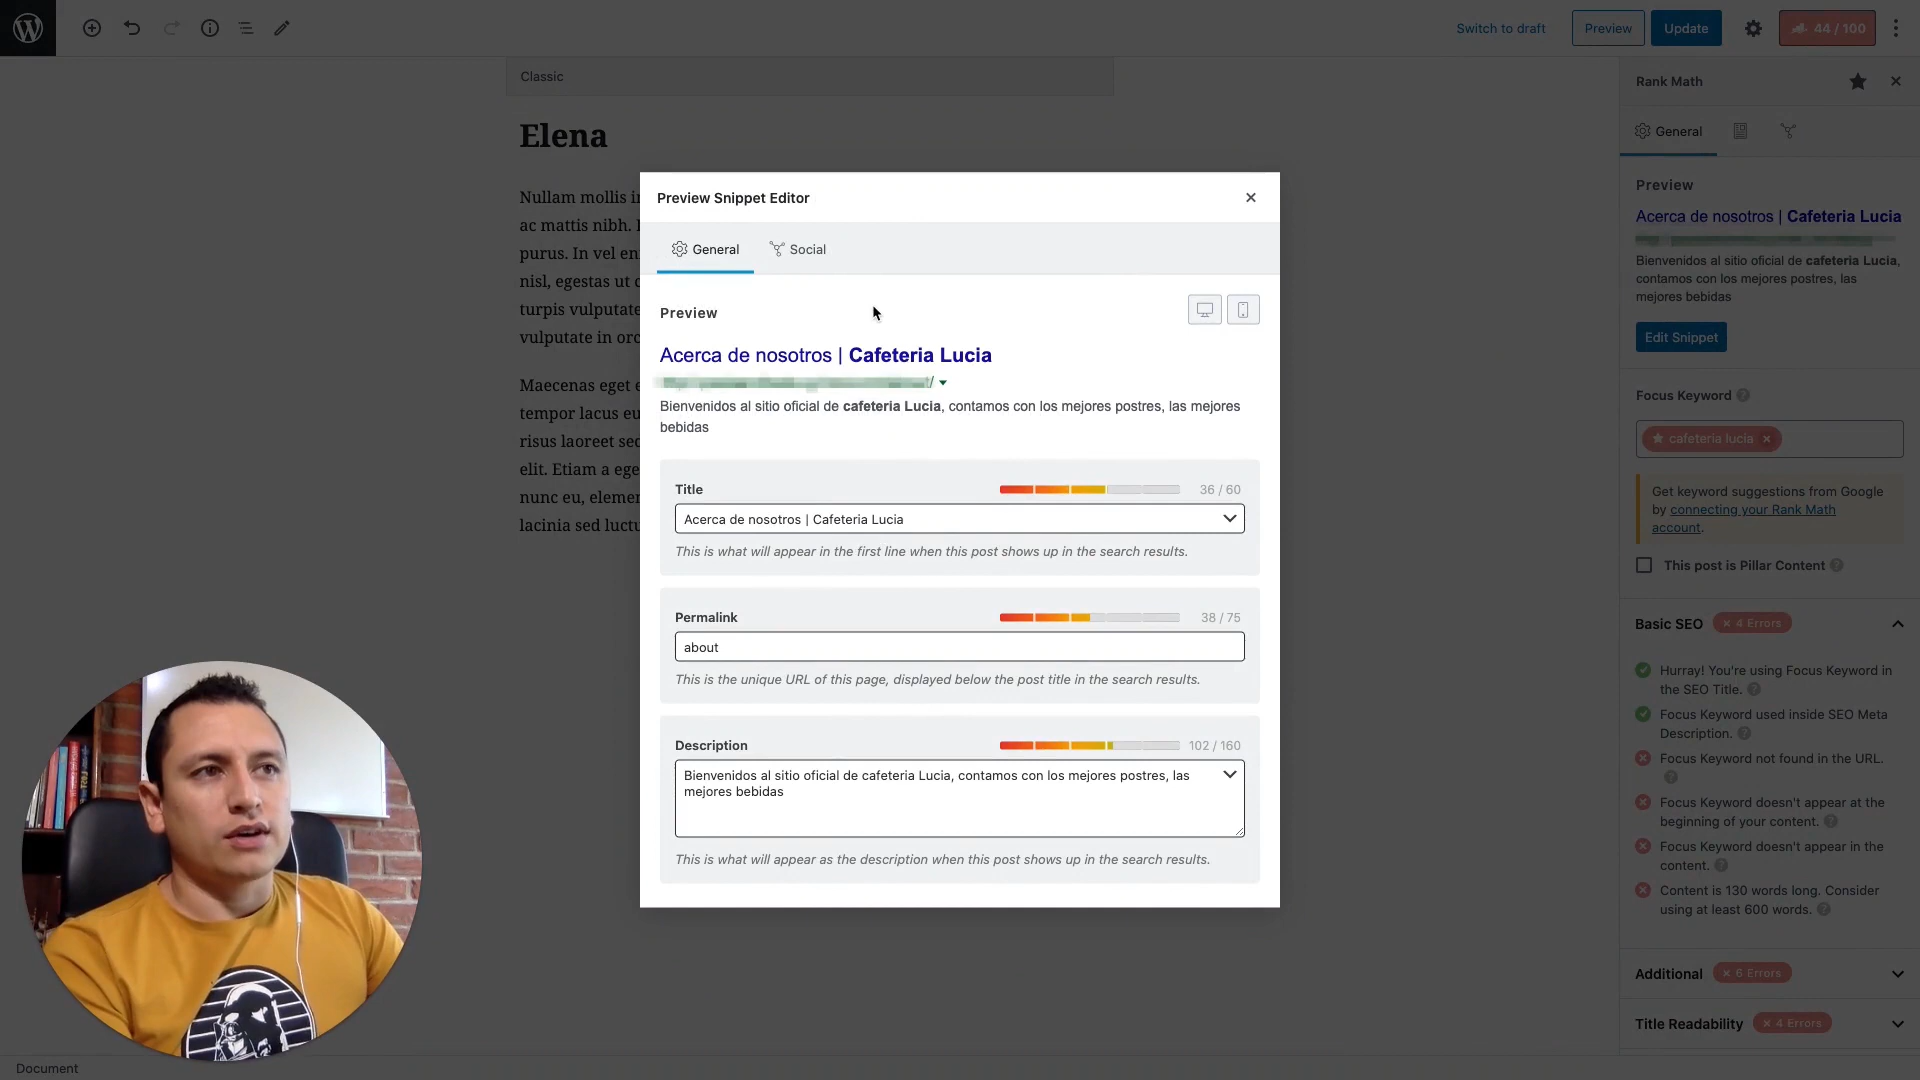 Switch to draft
Preview
Update
44 / 100
Classic
Elena
Nullam mollis
ac mattis nibh.
purus. In vel
nisl, egestas ut
turpis vulputate
vulputate in
Maecenas eget
tempor lacus
risus laoreet
elit. Etiam a
nunc eu,
lacinia sed
Preview Snippet Editor
General
Social
Preview
Acerca de nosotros | Cafeteria Lucia
Bienvenidos al sitio oficial de cafeteria Lucia, contamos con los mejores postres, las mejores
bebidas
Title
36 / 60
Acerca de nosotros | Cafeteria Lucia
This is what will appear in the first line when this post shows up in the search results.
Permalink
38 / 75
about
This is the unique URL of this page, displayed below the post title in the search results.
Description
102 / 160
Bienvenidos al sitio oficial de cafeteria Lucia, contamos con los mejores postres, las
mejores bebidas
This is what will appear as the description when this post shows up in the search results.
Rank Math
General
Preview
Acerca de nosotros | Cafeteria Lucia
Bienvenidos al sitio oficial de cafeteria Lucia,
contamos con los mejores postres, las
mejores bebidas
Edit Snippet
Focus Keyword
cafeteria lucia
Get keyword suggestions from Google
by connecting your Rank Math
account.
This post is Pillar Content
Basic SEO
4 Errors
Hurray! You're using Focus Keyword in
the SEO Title.
Focus Keyword used inside SEO Meta
Description.
Focus Keyword not found in the URL.
Focus Keyword doesn't appear at the
beginning of your content.
Focus Keyword doesn't appear in the
content.
Content is 130 words long. Consider
using at least 600 words.
Additional
6 Errors
Title Readability
4 Errors
Document